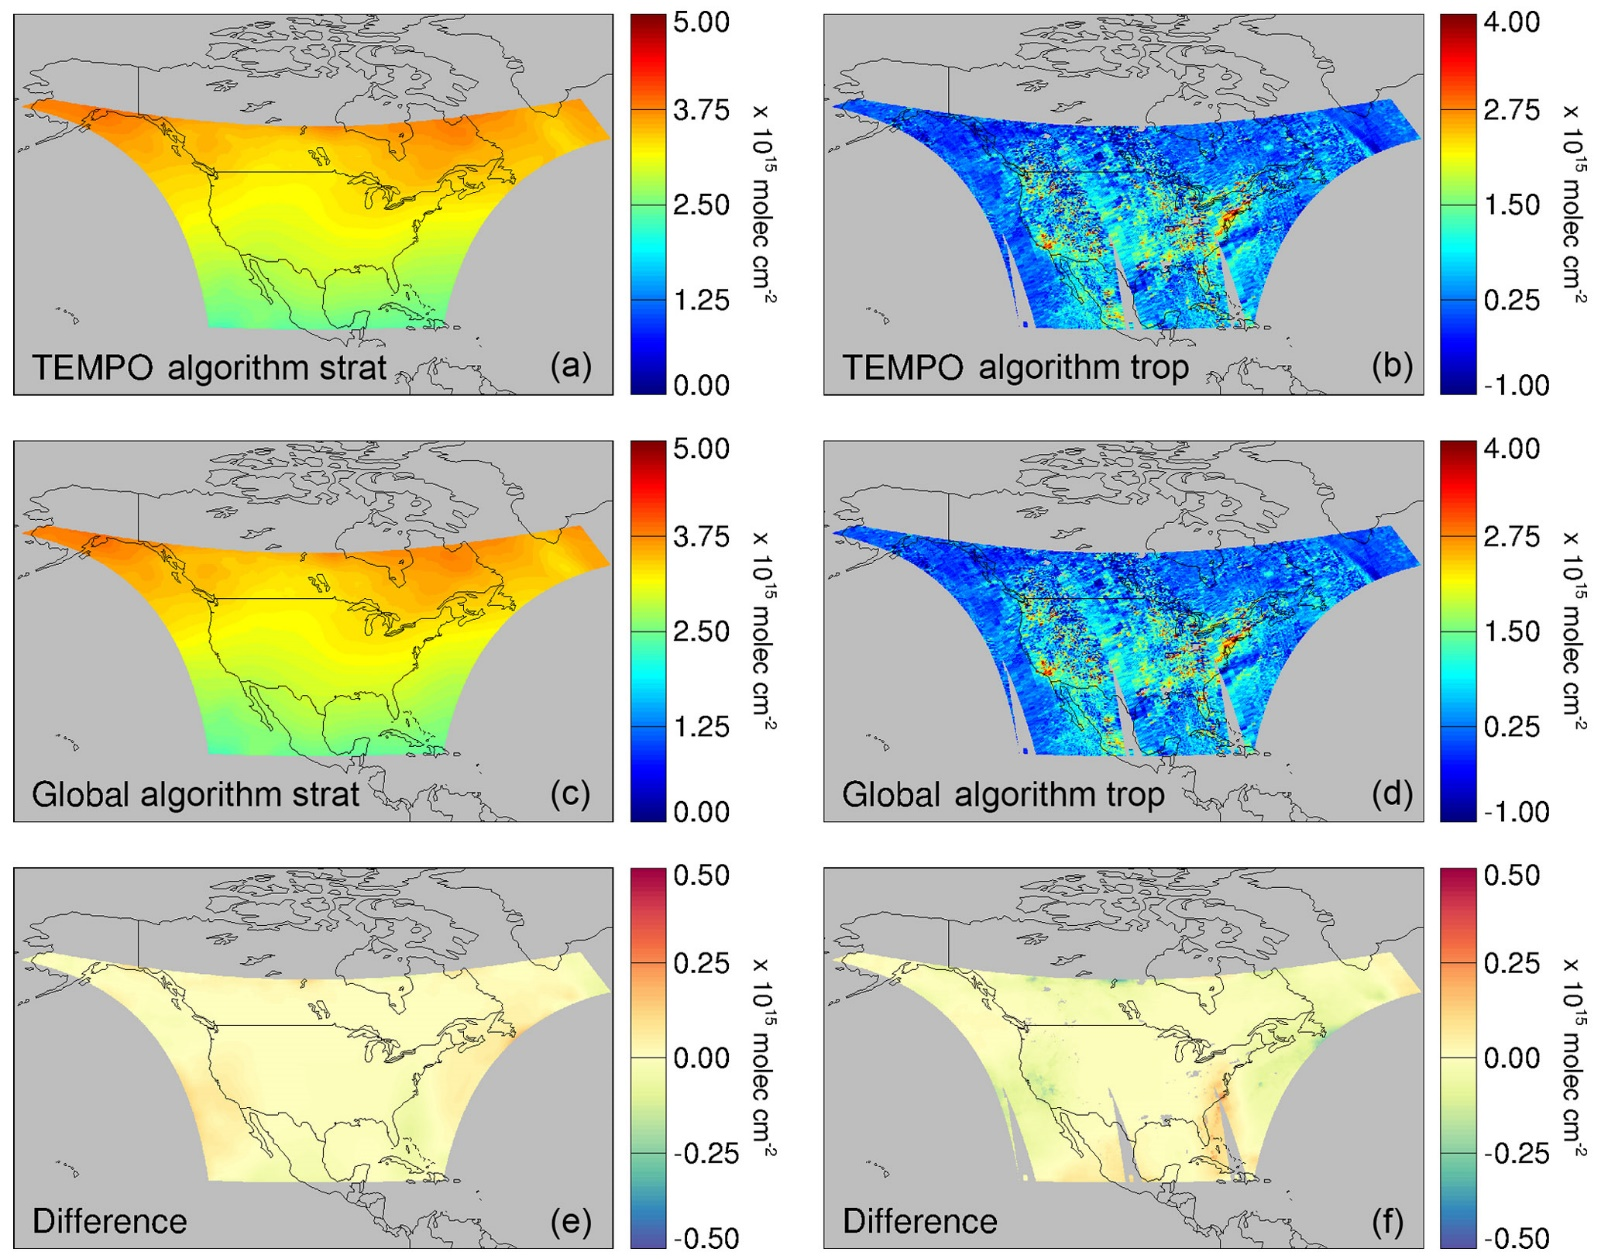 5.00
3.75
2.50
1.25
0.00
x 10^15 molec cm^-2
TEMPO algorithm strat (a)
4.00
2.75
1.50
0.25
-1.00
x 10^15 molec cm^-2
TEMPO algorithm trop (b)
5.00
3.75
2.50
1.25
0.00
x 10^15 molec cm^-2
Global algorithm strat (c)
4.00
2.75
1.50
0.25
-1.00
x 10^15 molec cm^-2
Global algorithm trop (d)
0.50
0.25
0.00
-0.25
-0.50
x 10^15 molec cm^-2
Difference (e)
0.50
0.25
0.00
-0.25
-0.50
x 10^15 molec cm^-2
Difference (f)